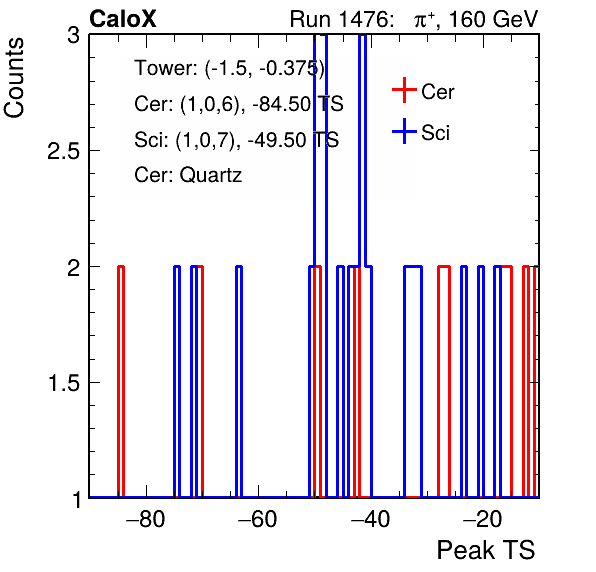 CaloX Run 1476: π⁺, 160 GeV
Counts
3
2.5
2
1.5
1
Tower: (-1.5, -0.375)
Cer: (1,0,6), -84.50 TS
Sci: (1,0,7), -49.50 TS
Cer: Quartz
Cer
Sci
−80 −60 −40 −20
Peak TS